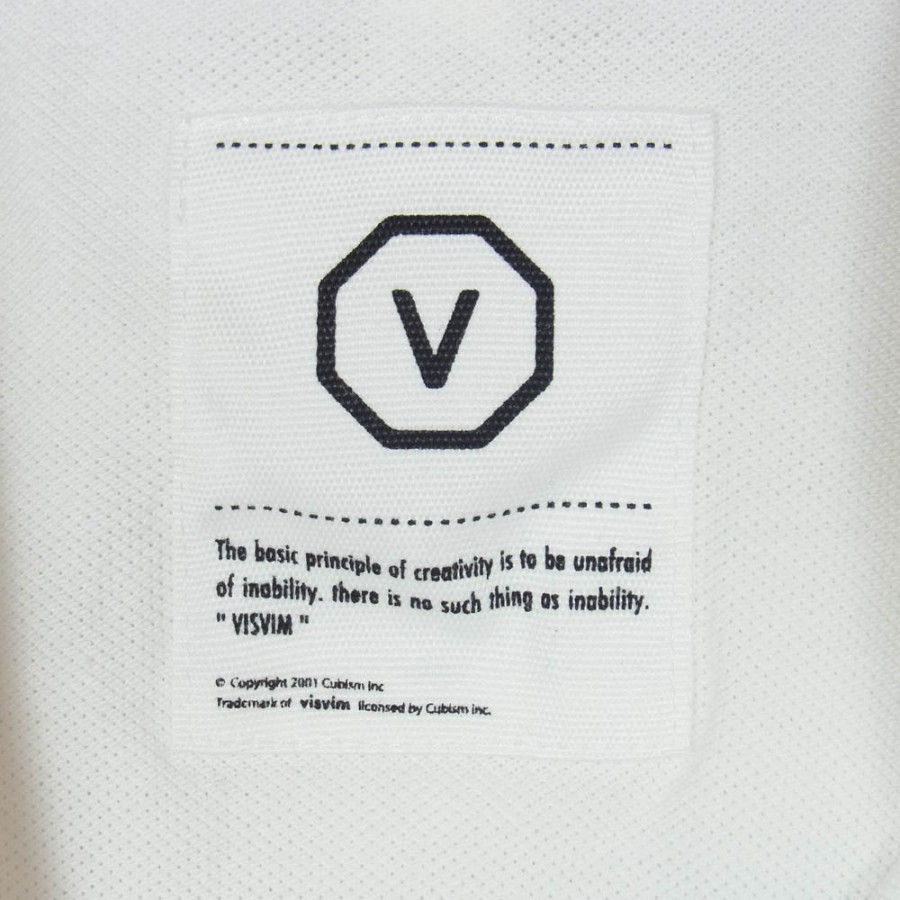 V
The basic principle of creativity is to be unafraid
of inability. there is no such thing as inability.
" VISVIM "
© Copyright 2001 Cubism Inc
Trademark of visvim licensed by Cubism Inc.